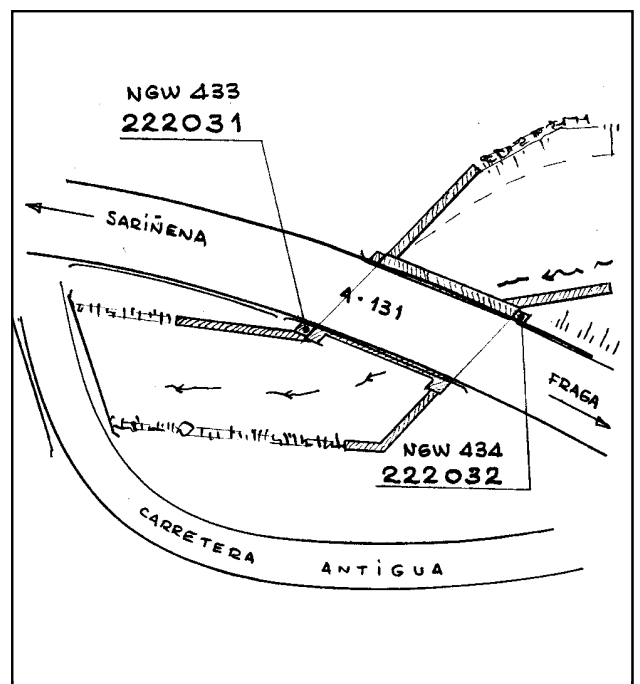 NGW 433
222031
SARIÑENA
A-131
FRAGA
NGW 434
222032
CARRETERA ANTiGUA